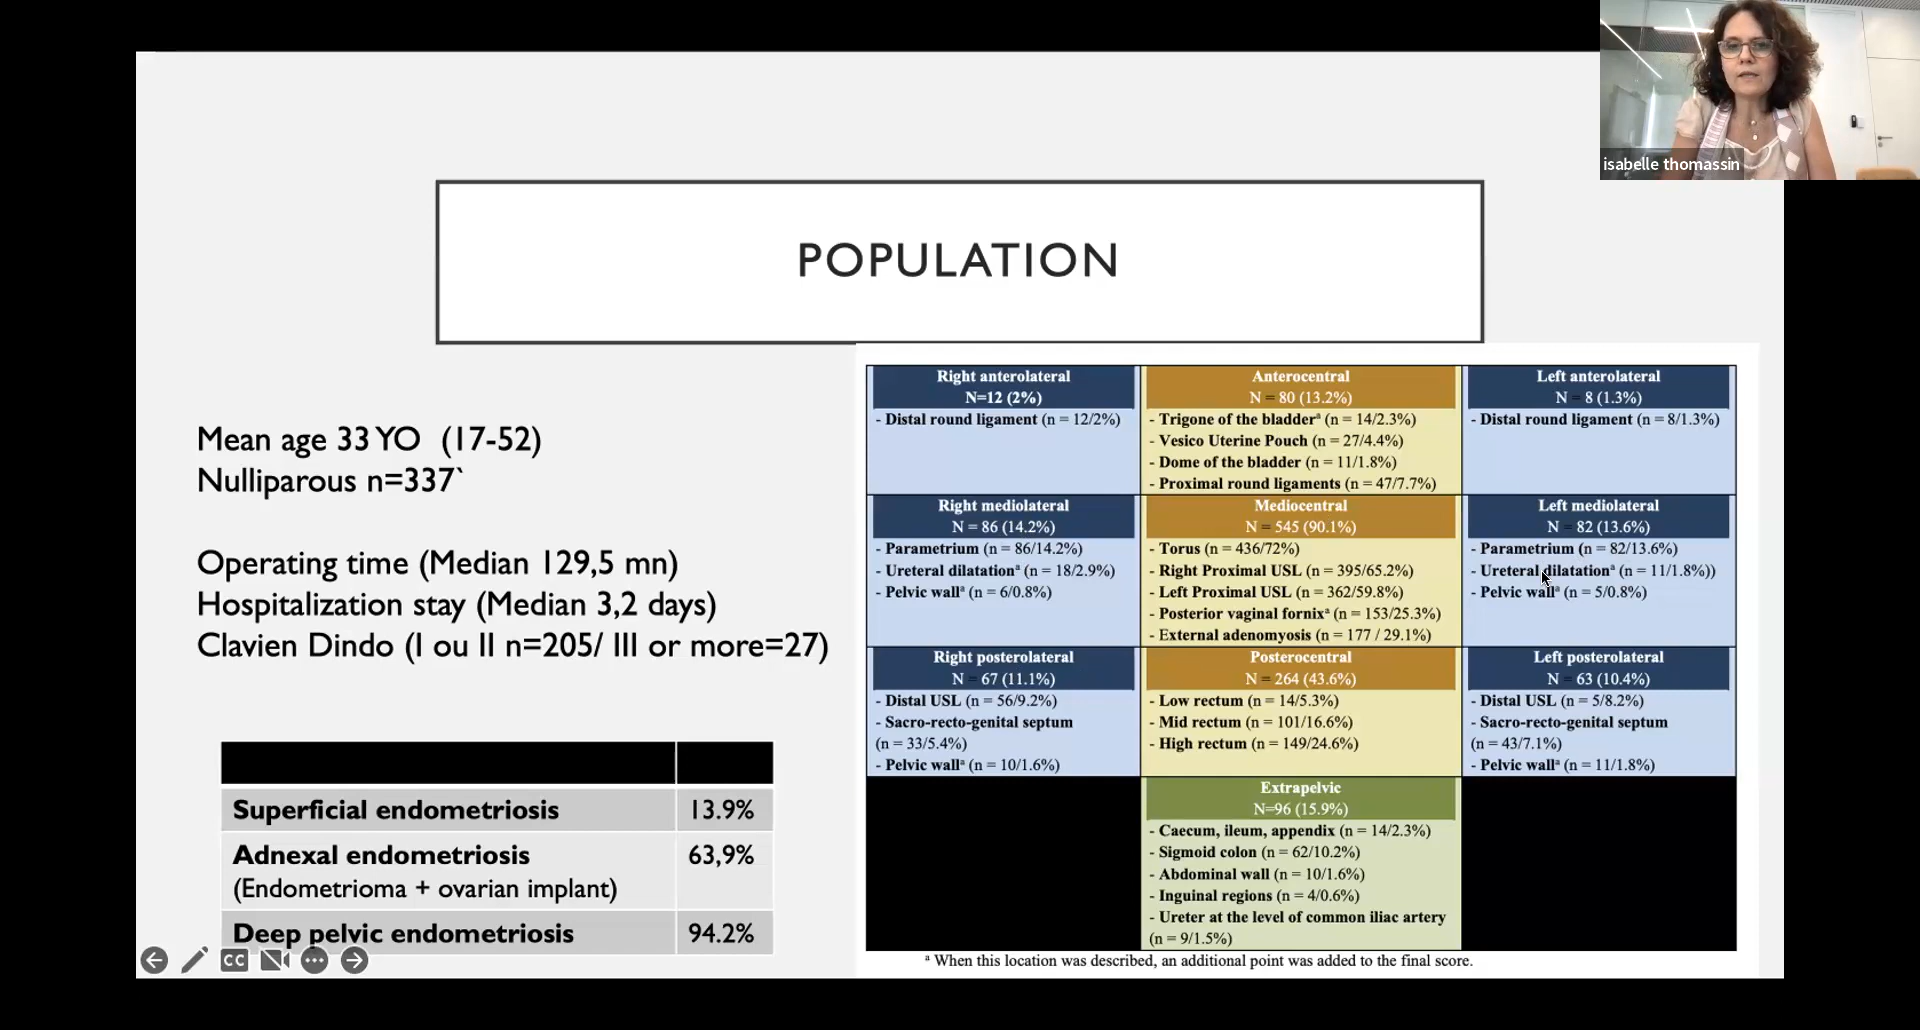 isabelle thomassin
POPULATION
Mean age 33 YO (17-52)
Nulliparous n=337`
Operating time (Median 129,5 mn)
Hospitalization stay (Median 3,2 days)
Clavien Dindo (I ou II n=205/ III or more=27)
Superficial endometriosis 13.9%
Adnexal endometriosis 63,9%
(Endometrioma + ovarian implant)
Deep pelvic endometriosis 94.2%
CC
Right anterolateral
N=12 (2%)
- Distal round ligament (n = 12/2%)
Anterocentral
N = 80 (13.2%)
- Trigone of the bladderª (n = 14/2.3%)
- Vesico Uterine Pouch (n = 27/4.4%)
- Dome of the bladder (n = 11/1.8%)
- Proximal round ligaments (n = 47/7.7%)
Left anterolateral
N = 8 (1.3%)
- Distal round ligament (n = 8/1.3%)
Right mediolateral
N = 86 (14.2%)
- Parametrium (n = 86/14.2%)
- Ureteral dilatationª (n = 18/2.9%)
- Pelvic wallª (n = 6/0.8%)
Mediocentral
N = 545 (90.1%)
- Torus (n = 436/72%)
- Right Proximal USL (n = 395/65.2%)
- Left Proximal USL (n = 362/59.8%)
- Posterior vaginal fornixª (n = 153/25.3%)
- External adenomyosis (n = 177 / 29.1%)
Left mediolateral
N = 82 (13.6%)
- Parametrium (n = 82/13.6%)
- Ureteral dilatationª (n = 11/1.8%))
- Pelvic wallª (n = 5/0.8%)
Right posterolateral
N = 67 (11.1%)
- Distal USL (n = 56/9.2%)
- Sacro-recto-genital septum
(n = 33/5.4%)
- Pelvic wallª (n = 10/1.6%)
Posterocentral
N = 264 (43.6%)
- Low rectum (n = 14/5.3%)
- Mid rectum (n = 101/16.6%)
- High rectum (n = 149/24.6%)
Left posterolateral
N = 63 (10.4%)
- Distal USL (n = 5/8.2%)
- Sacro-recto-genital septum
(n = 43/7.1%)
- Pelvic wallª (n = 11/1.8%)
Extrapelvic
N=96 (15.9%)
- Caecum, ileum, appendix (n = 14/2.3%)
- Sigmoid colon (n = 62/10.2%)
- Abdominal wall (n = 10/1.6%)
- Inguinal regions (n = 4/0.6%)
- Ureter at the level of common iliac artery
(n = 9/1.5%)
ª When this location was described, an additional point was added to the final score.